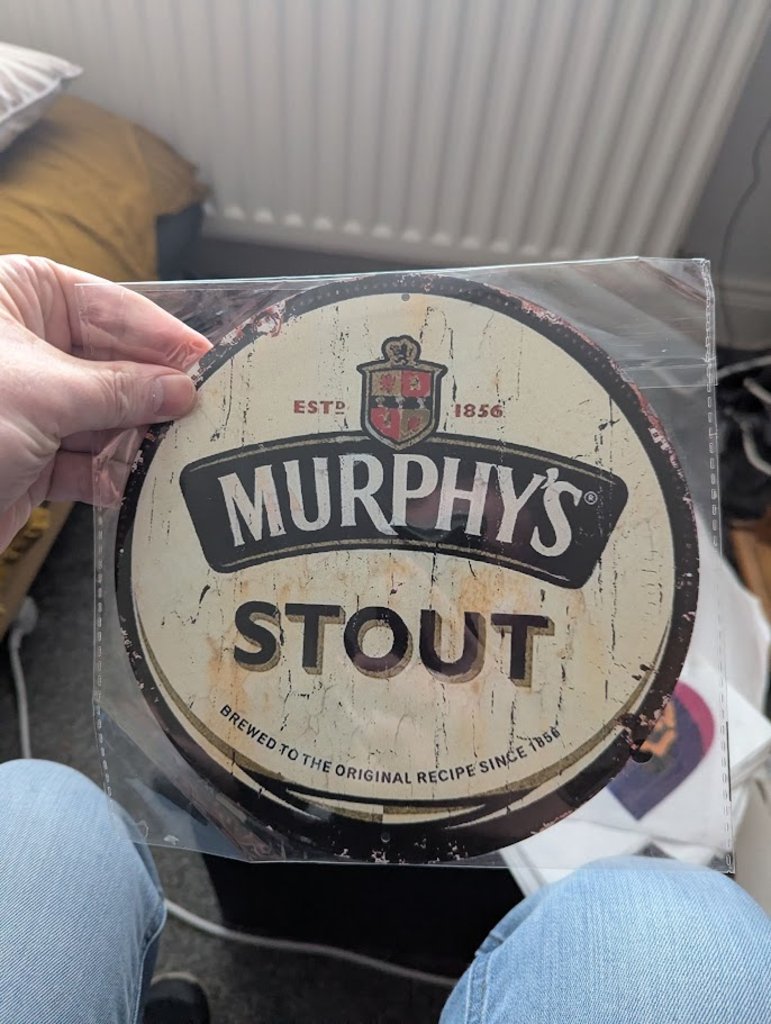 ESTD 1856
MURPHY'S®
STOUT
BREWED TO THE ORIGINAL RECIPE SINCE 1856